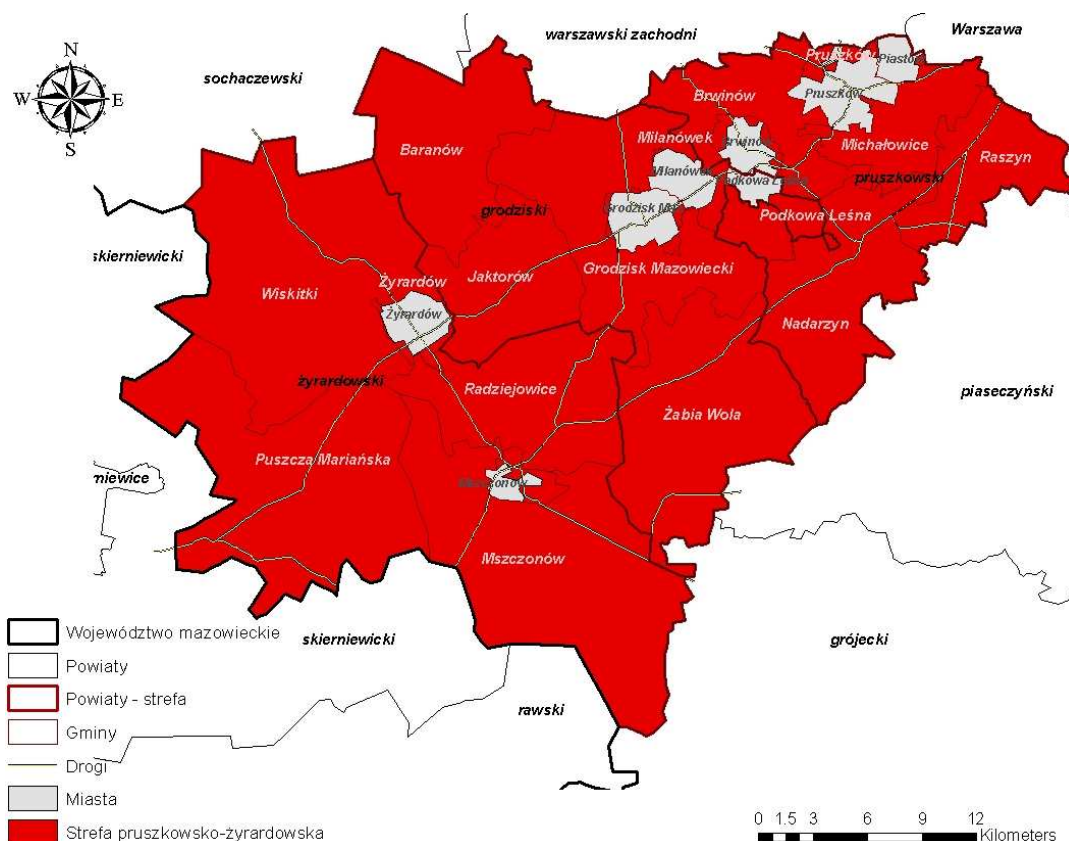 warszawski zachodni
Warszawa
N
W E
S
sochaczewski
Pruszków
Piastów
Brwinów
Pruszków
Milanówek
Brwinów
Michałowice
Baranów
Raszyn
Milanówek
Podkowa Leśna
pruszkowski
grodziski
Grodzisk Maz.
Podkowa Leśna
skierniewicki
Wiskitki
Żyrardów
Jaktorów
Grodzisk Mazowiecki
Żyrardów
Nadarzyn
żyrardowski
Radziejowice
piaseczyński
Żabia Wola
Puszcza Mariańska
rniewice
Mszczonów
Mszczonów
skierniewicki
grójecki
rawski
Województwo mazowieckie
Powiaty
Powiaty - strefa
Gminy
Drogi
Miasta
Strefa pruszkowsko-żyrardowska
0 1.5 3 6 9 12
Kilometers